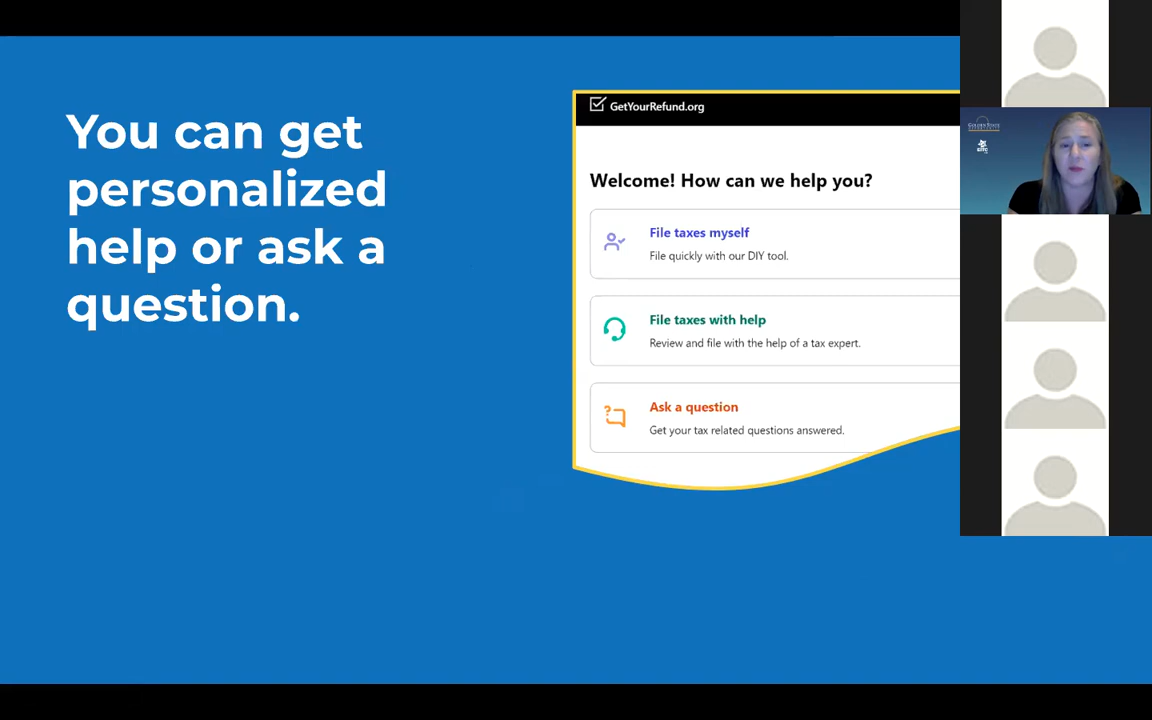 You can get
personalized
help or ask a
question.
GetYourRefund.org
Welcome! How can we help you?
File taxes myself
File quickly with our DIY tool.
File taxes with help
Review and file with the help of a tax expert.
Ask a question
Get your tax related questions answered.